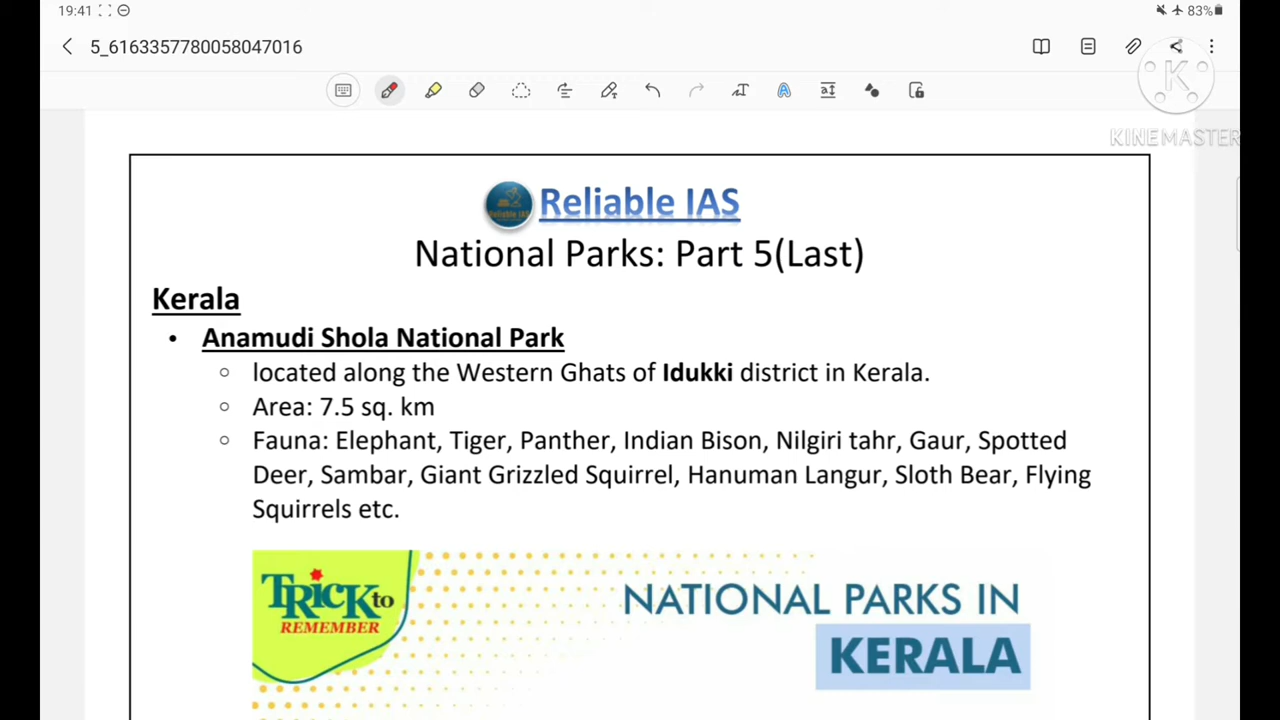 19:41
83%
5_6163357780058047016
K
KINEMASTER
Reliable IAS
Reliable IAS
National Parks: Part 5(Last)
Kerala
• Anamudi Shola National Park
○ located along the Western Ghats of Idukki district in Kerala.
○ Area: 7.5 sq. km
○ Fauna: Elephant, Tiger, Panther, Indian Bison, Nilgiri tahr, Gaur, Spotted
Deer, Sambar, Giant Grizzled Squirrel, Hanuman Langur, Sloth Bear, Flying
Squirrels etc.
TRiCK to
REMEMBER
NATIONAL PARKS IN
KERALA